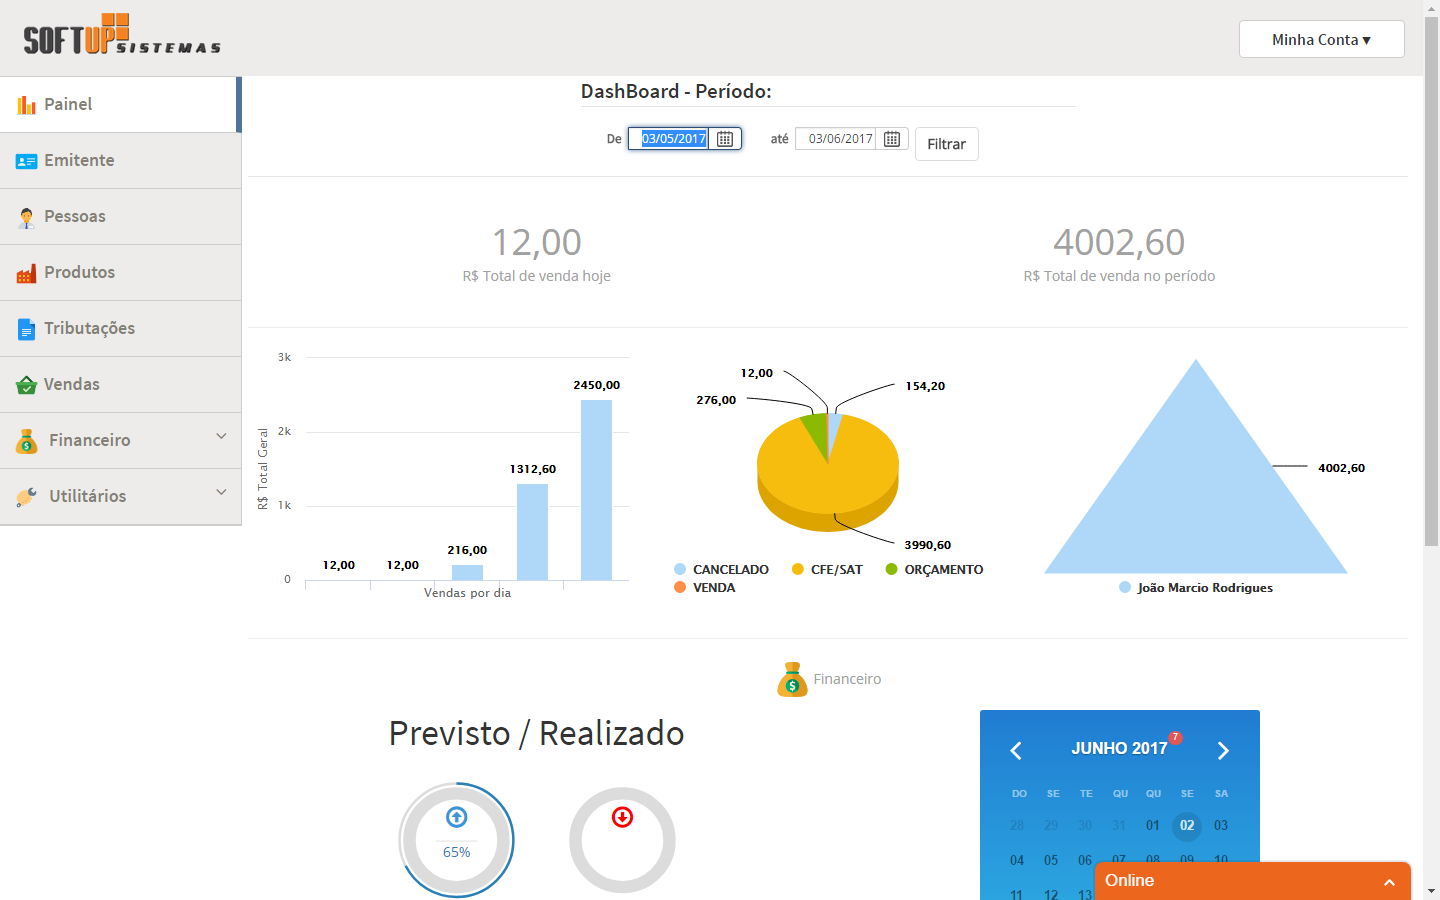 SOFTUP SISTEMAS
Minha Conta ▾
Painel
Emitente
Pessoas
Produtos
Tributações
Vendas
Financeiro
Utilitários
DashBoard - Período:
De 03/05/2017 até 03/06/2017 Filtrar
12,00
R$ Total de venda hoje
4002,60
R$ Total de venda no período
3k
2k
1k
0
R$ Total Geral
12,00
12,00
216,00
1312,60
2450,00
Vendas por dia
12,00
276,00
154,20
3990,60
CANCELADO CFE/SAT ORÇAMENTO
VENDA
4002,60
João Marcio Rodrigues
Financeiro
Previsto / Realizado
65%
JUNHO 2017 7
DO SE TE QU QU SE SA
28 29 30 31 01 02 03
04 05 06 07 08 09 10
11 12 13
Online